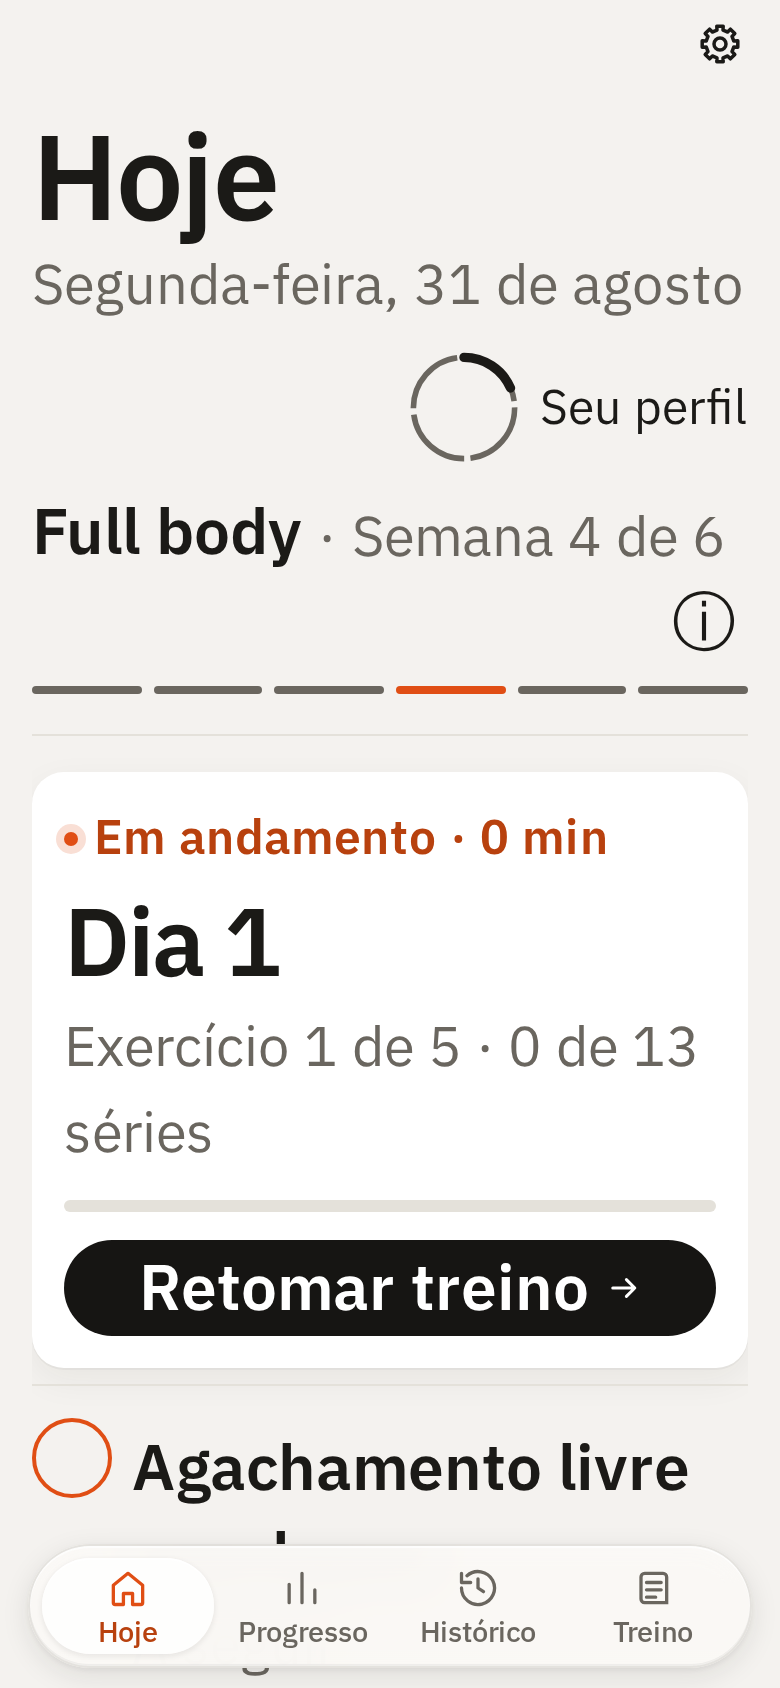 Hoje
Segunda-feira, 31 de agosto
Seu perfil
Full body · Semana 4 de 6
ⓘ
Em andamento · 0 min
Dia 1
Exercício 1 de 5 · 0 de 13
séries
Retomar treino →
Agachamento livre
Hoje
Progresso
Histórico
Treino